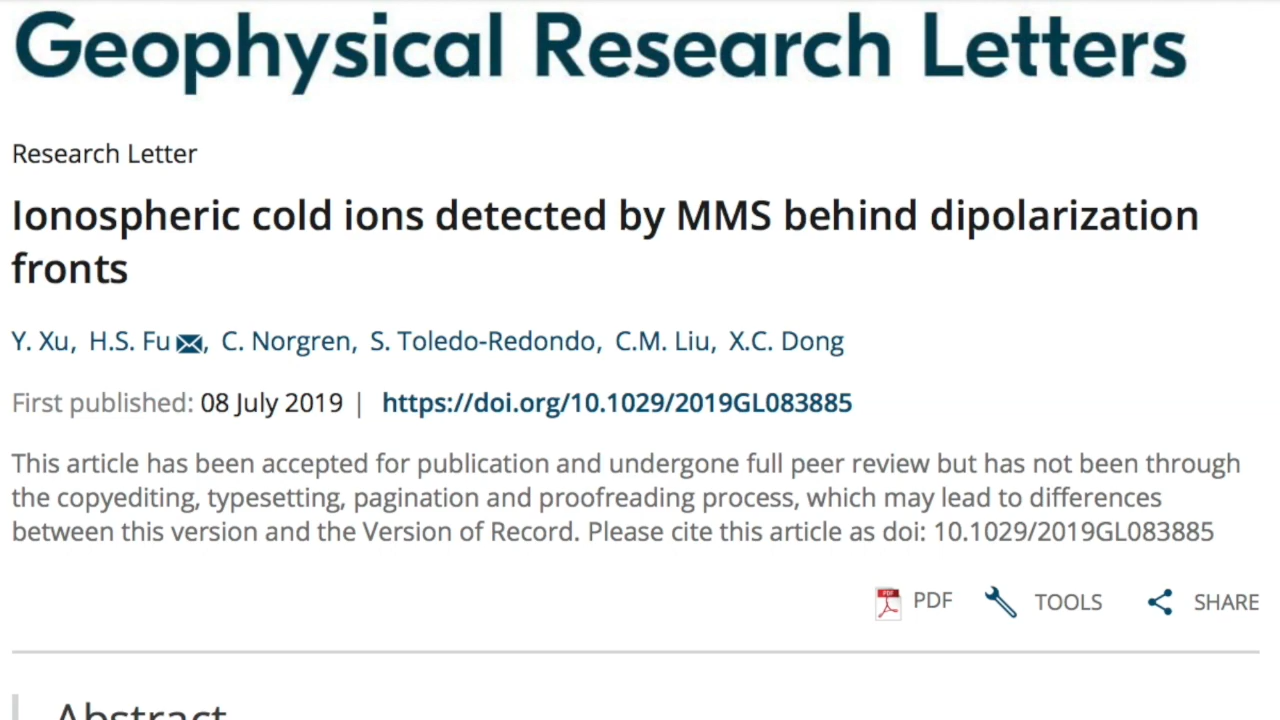 Geophysical Research Letters
Research Letter
Ionospheric cold ions detected by MMS behind dipolarization
fronts
Y. Xu, H.S. Fu, C. Norgren, S. Toledo-Redondo, C.M. Liu, X.C. Dong
First published: 08 July 2019 | https://doi.org/10.1029/2019GL083885
This article has been accepted for publication and undergone full peer review but has not been through
the copyediting, typesetting, pagination and proofreading process, which may lead to differences
between this version and the Version of Record. Please cite this article as doi: 10.1029/2019GL083885
PDF TOOLS SHARE
Abstract